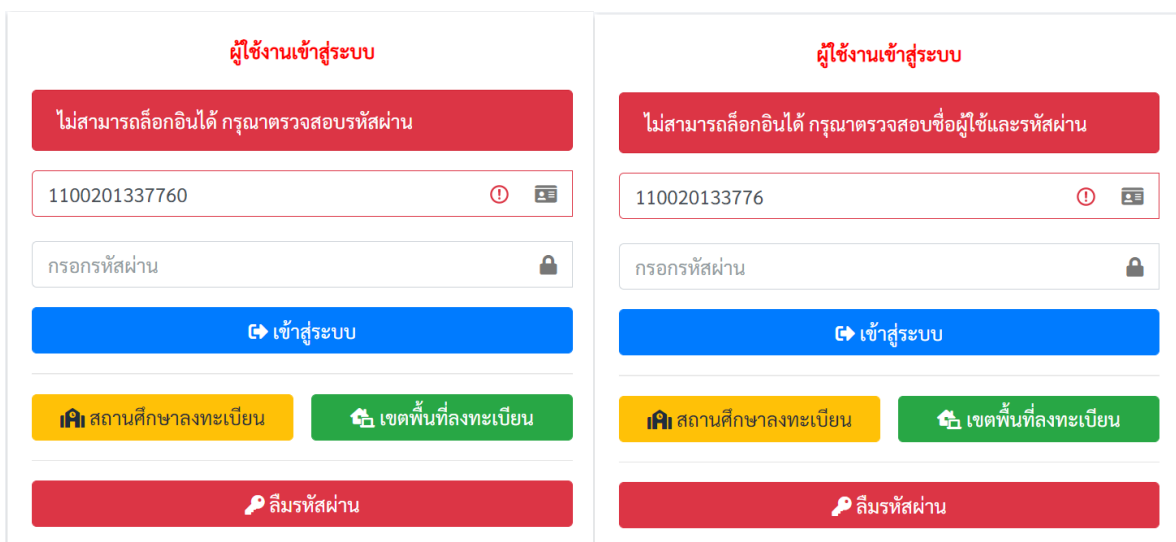 ผู้ใช้งานเข้าสู่ระบบ
ไม่สามารถล็อกอินได้ กรุณาตรวจสอบรหัสผ่าน
1100201337760
กรอกรหัสผ่าน
เข้าสู่ระบบ
สถานศึกษาลงทะเบียน
เขตพื้นที่ลงทะเบียน
ลืมรหัสผ่าน
ผู้ใช้งานเข้าสู่ระบบ
ไม่สามารถล็อกอินได้ กรุณาตรวจสอบชื่อผู้ใช้และรหัสผ่าน
110020133776
กรอกรหัสผ่าน
เข้าสู่ระบบ
สถานศึกษาลงทะเบียน
เขตพื้นที่ลงทะเบียน
ลืมรหัสผ่าน